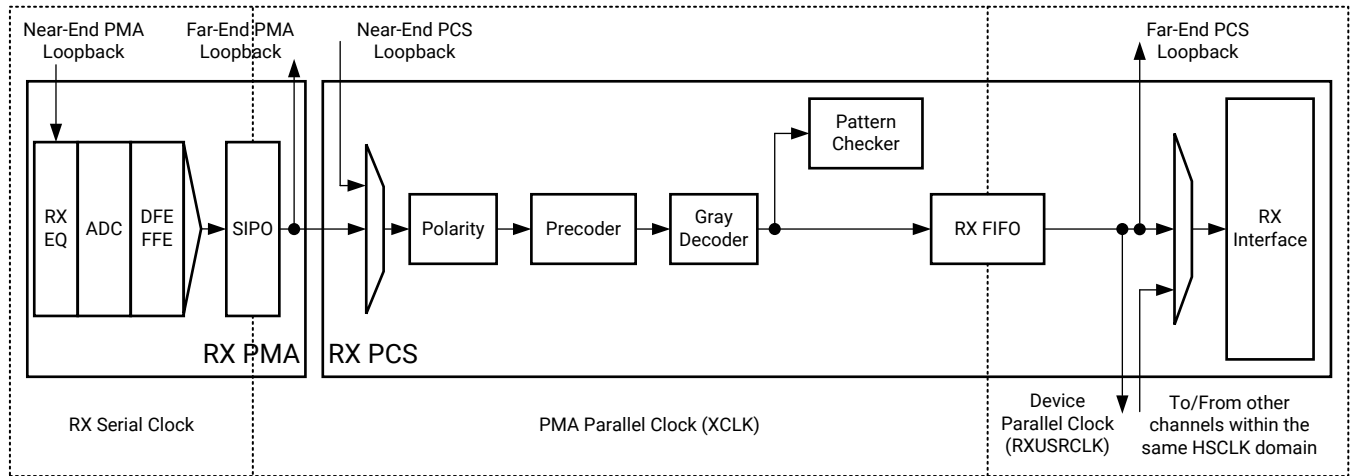 Near-End PMA
Loopback
Far-End PMA
Loopback
Near-End PCS
Loopback
Far-End PCS
Loopback
Pattern
Checker
RX
EQ
ADC
DFE
FFE
SIPO
Polarity
Precoder
Gray
Decoder
RX FIFO
RX
Interface
RX PMA
RX PCS
RX Serial Clock
PMA Parallel Clock (XCLK)
Device
Parallel Clock
(RXUSRCLK)
To/From other
channels within the
same HSCLK domain